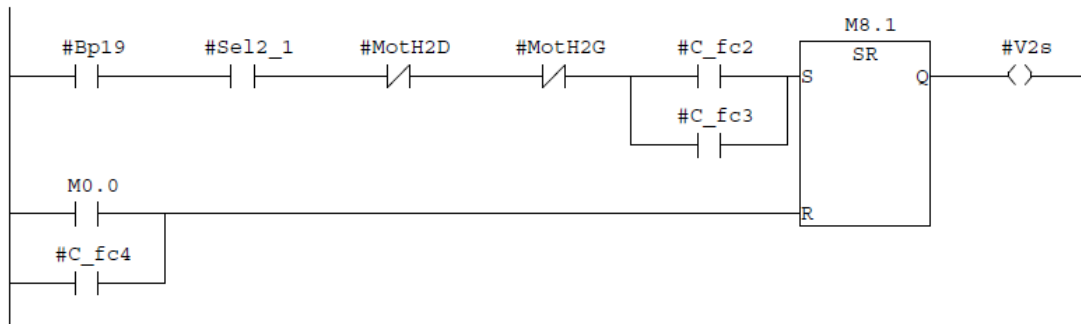 M8.1
#Bp19 #Sel2_1 #MotH2D #MotH2G #C_fc2 SR #V2s
S Q
#C_fc3
M0.0
R
#C_fc4